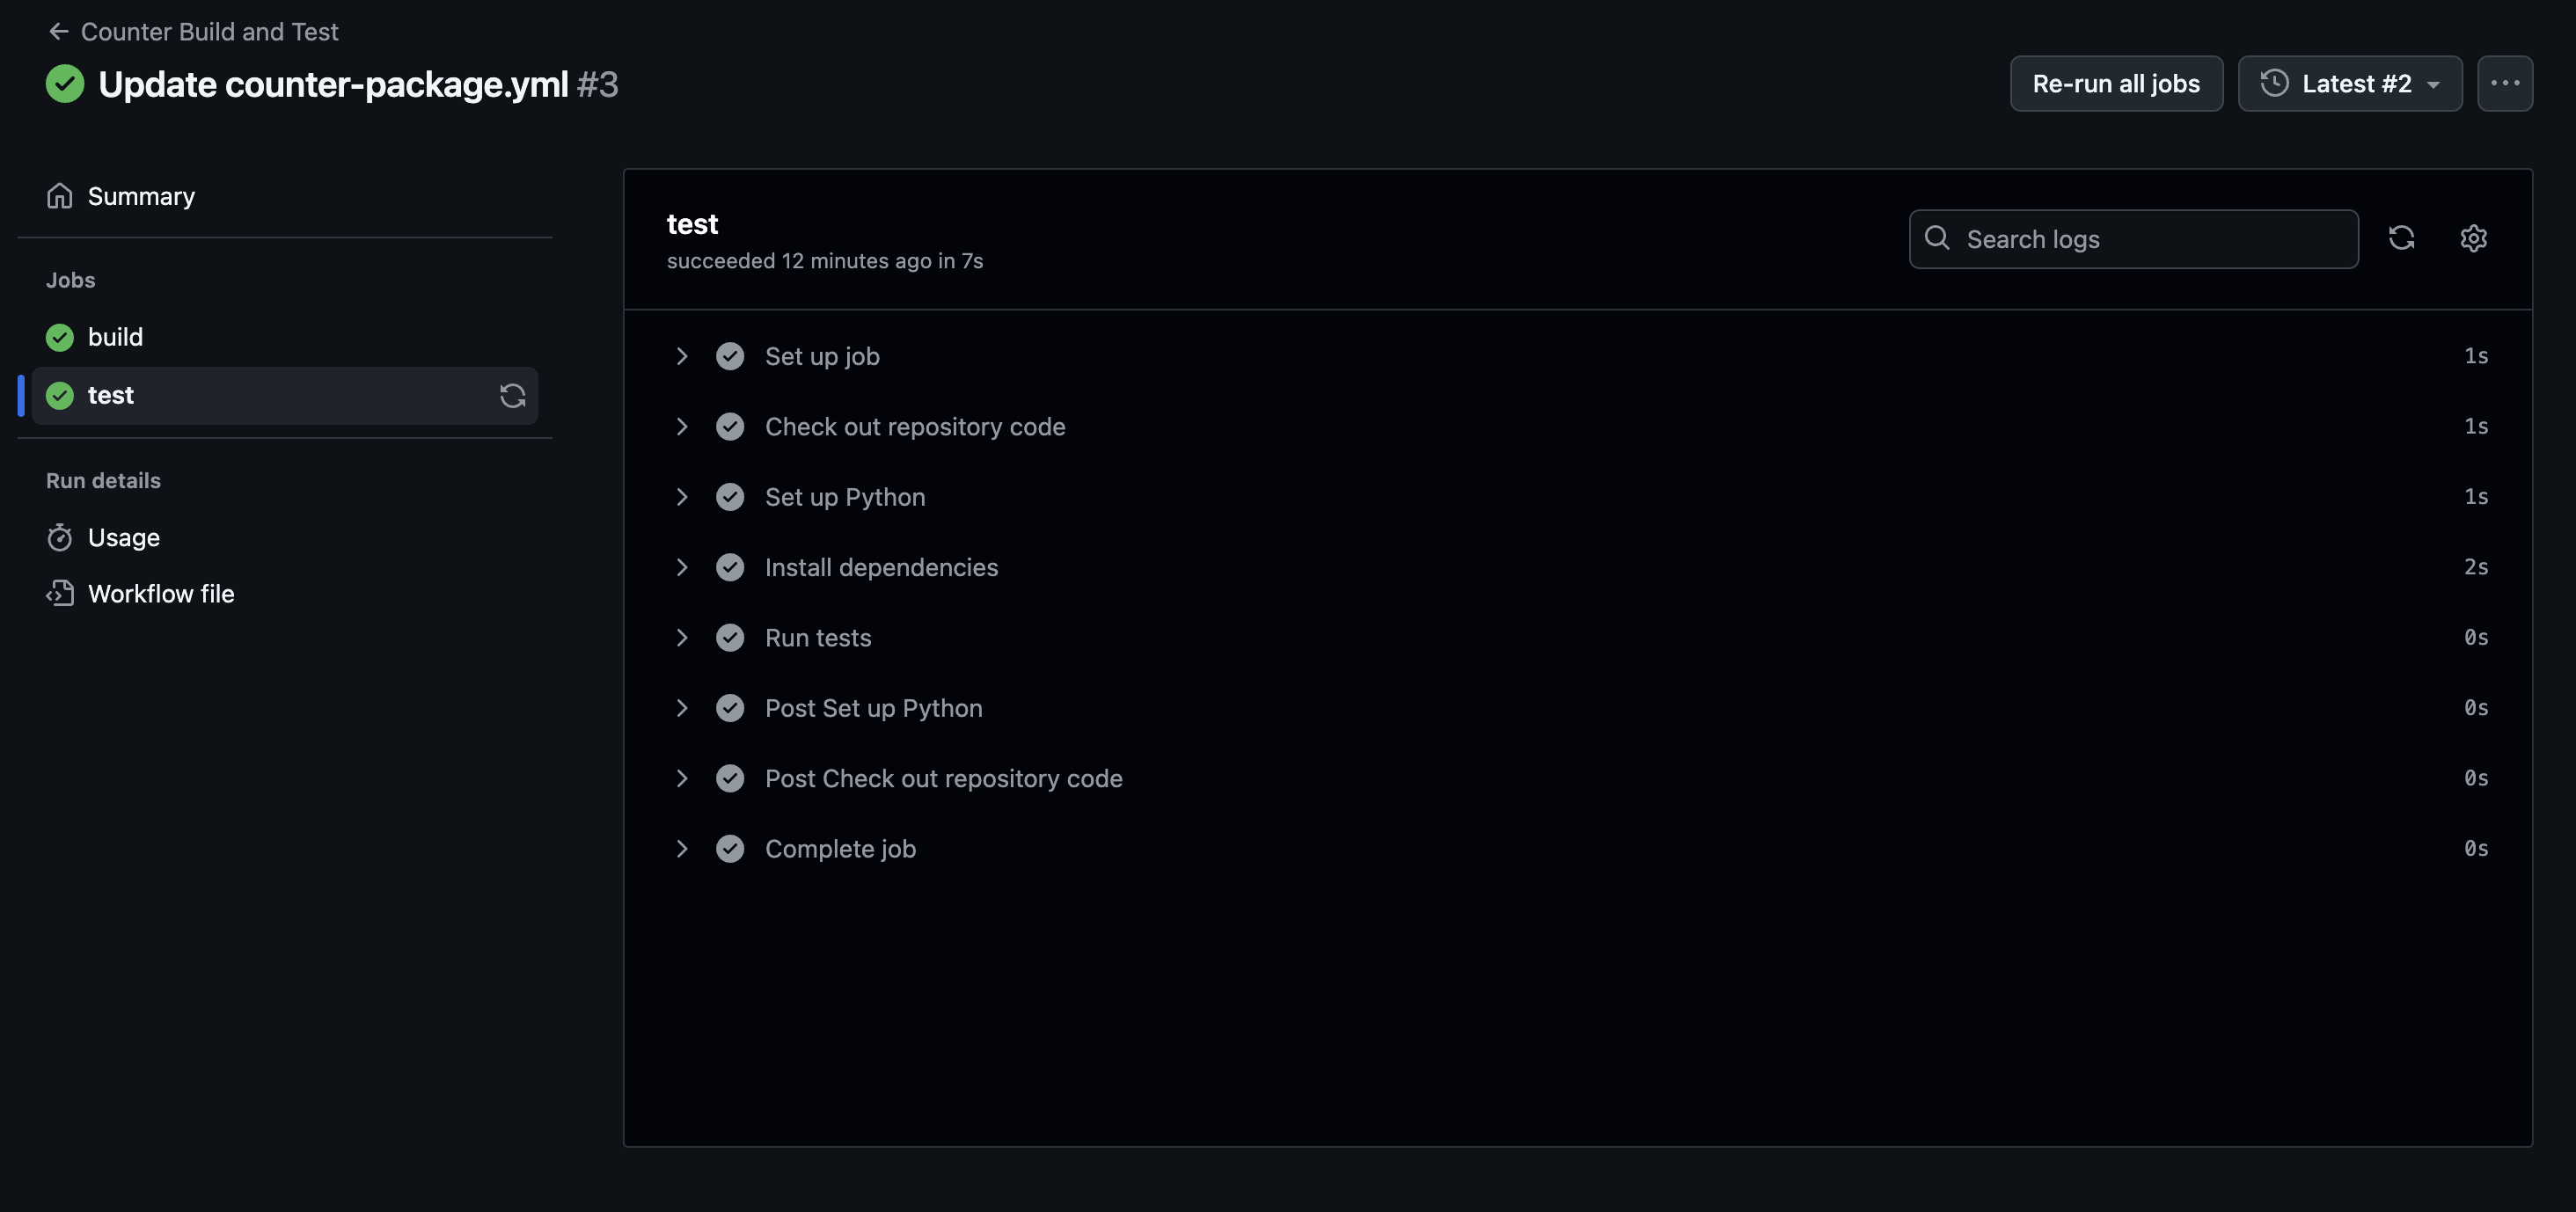 Counter Build and Test
Update counter-package.yml #3
Re-run all jobs
Latest #2
Summary
Jobs
build
test
Run details
Usage
Workflow file
test
succeeded 12 minutes ago in 7s
Search logs
Set up job 1s
Check out repository code 1s
Set up Python 1s
Install dependencies 2s
Run tests 0s
Post Set up Python 0s
Post Check out repository code 0s
Complete job 0s